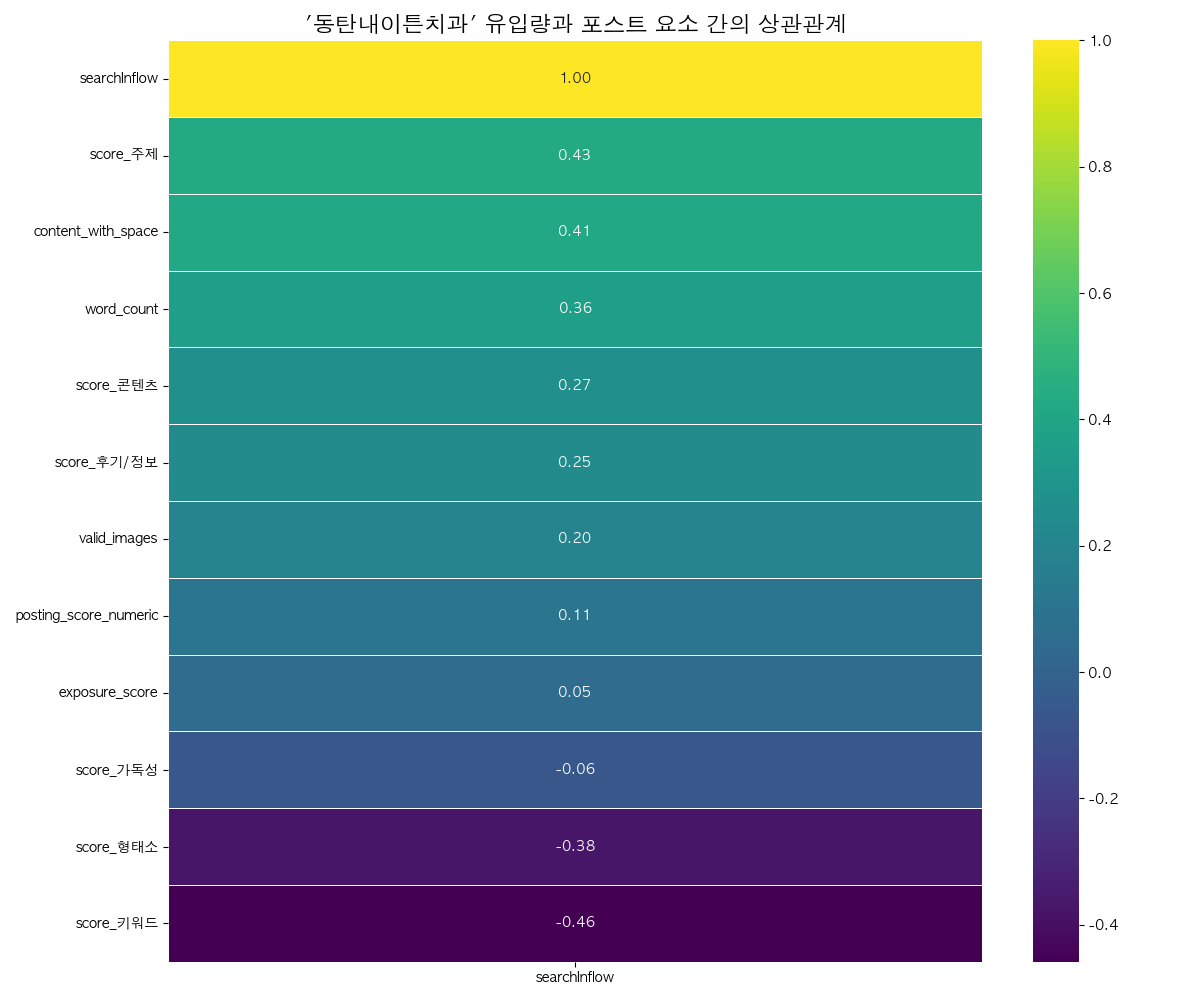 '동탄내이튼치과' 유입량과 포스트 요소 간의 상관관계
searchInflow
1.00
score_주제
0.43
content_with_space
0.41
word_count
0.36
score_콘텐츠
0.27
score_후기/정보
0.25
valid_images
0.20
posting_score_numeric
0.11
exposure_score
0.05
score_가독성
-0.06
score_형태소
-0.38
score_키워드
-0.46
searchInflow
1.0
0.8
0.6
0.4
0.2
0.0
-0.2
-0.4